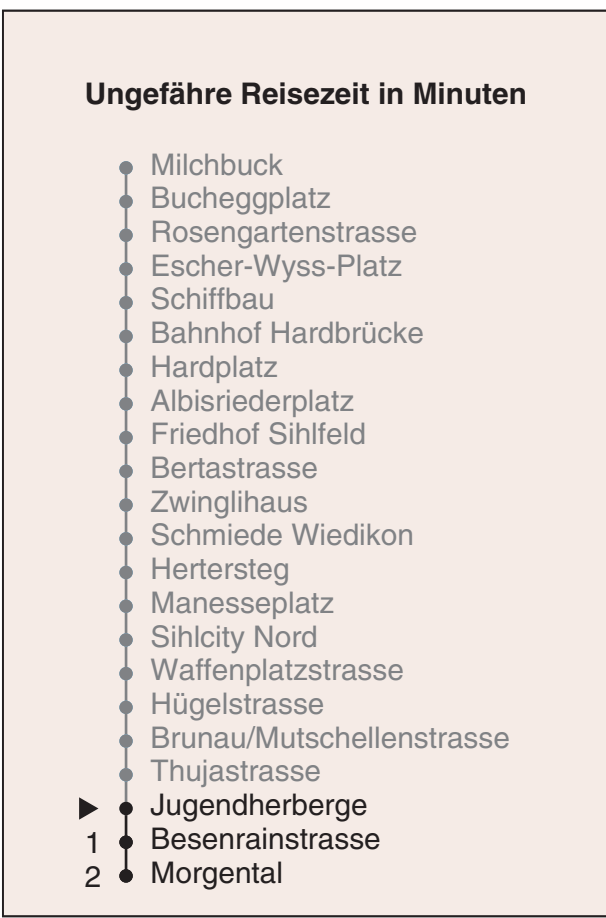 Ungefähre Reisezeit in Minuten
Milchbuck
Bucheggplatz
Rosengartenstrasse
Escher-Wyss-Platz
Schiffbau
Bahnhof Hardbrücke
Hardplatz
Albisriederplatz
Friedhof Sihlfeld
Bertastrasse
Zwinglihaus
Schmiede Wiedikon
Hertersteg
Manesseplatz
Sihlcity Nord
Waffenplatzstrasse
Hügelstrasse
Brunau/Mutschellenstrasse
Thujastrasse
Jugendherberge
1 Besenrainstrasse
2 Morgental